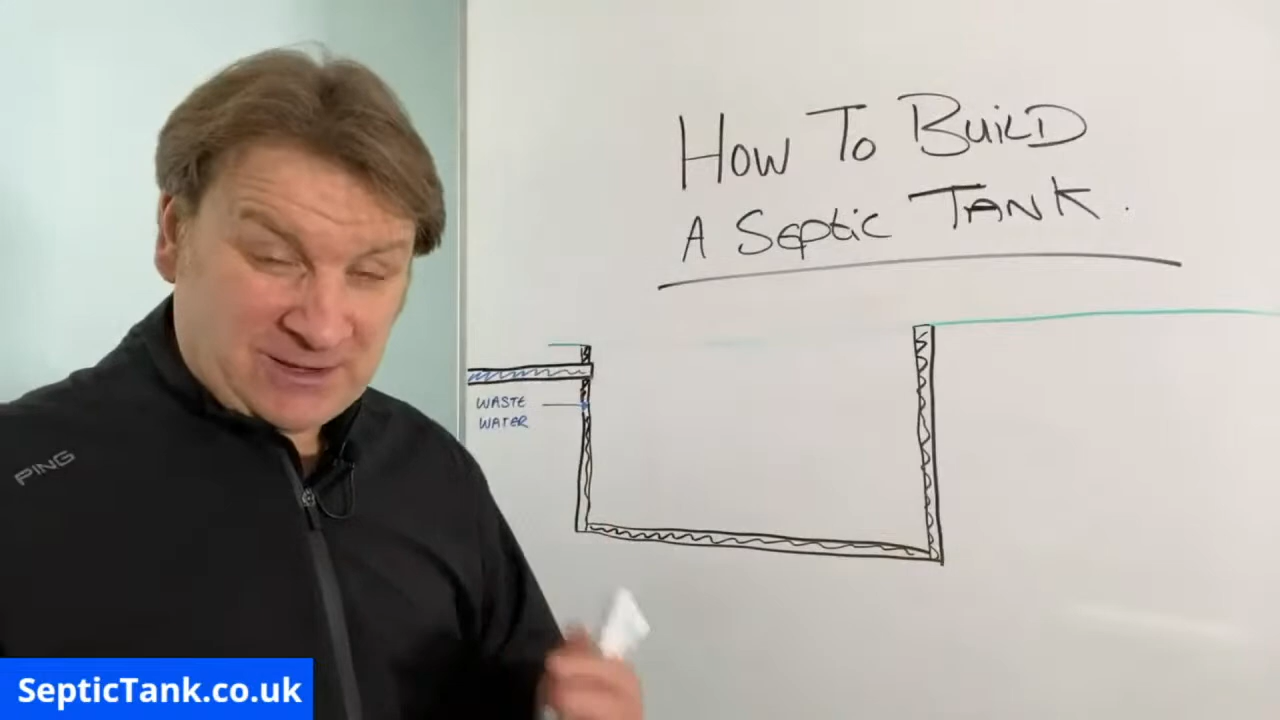 How To BuilD
A Septic TANK.
WASTE
WATER
PING
SepticTank.co.uk